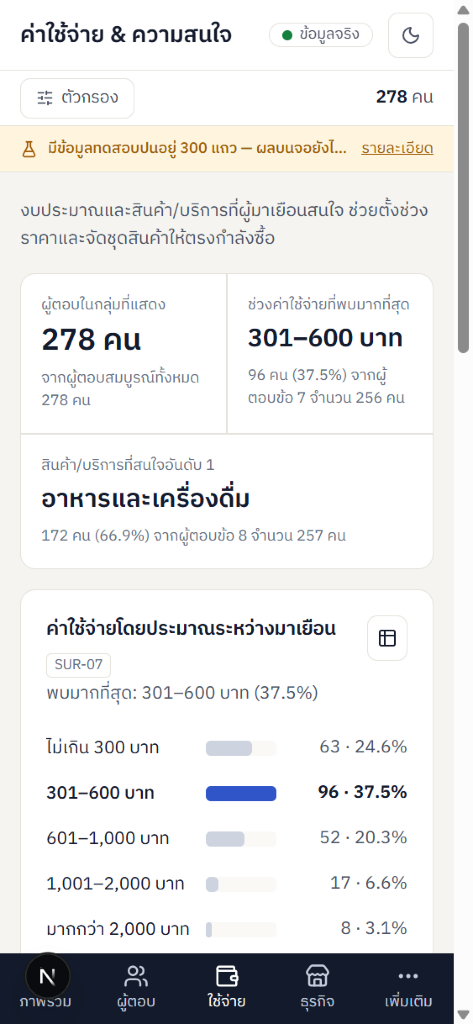 ค่าใช้จ่าย & ความสนใจ
ข้อมูลจริง
ตัวกรอง
278 คน
มีข้อมูลทดสอบปนอยู่ 300 แถว — ผลบนจอยังไ...
รายละเอียด
งบประมาณและสินค้า/บริการที่ผู้มาเยือนสนใจ ช่วยตั้งช่วง
ราคาและจัดชุดสินค้าให้ตรงกำลังซื้อ
ผู้ตอบในกลุ่มที่แสดง
278 คน
จากผู้ตอบสมบูรณ์ทั้งหมด
278 คน
ช่วงค่าใช้จ่ายที่พบมากที่สุด
301–600 บาท
96 คน (37.5%) จากผู้
ตอบข้อ 7 จำนวน 256 คน
สินค้า/บริการที่สนใจอันดับ 1
อาหารและเครื่องดื่ม
172 คน (66.9%) จากผู้ตอบข้อ 8 จำนวน 257 คน
ค่าใช้จ่ายโดยประมาณระหว่างมาเยือน
SUR-07
พบมากที่สุด: 301–600 บาท (37.5%)
ไม่เกิน 300 บาท 63 · 24.6%
301–600 บาท 96 · 37.5%
601–1,000 บาท 52 · 20.3%
1,001–2,000 บาท 17 · 6.6%
มากกว่า 2,000 บาท 8 · 3.1%
N
ภาพรวม
ผู้ตอบ
ใช้จ่าย
ธุรกิจ
เพิ่มเติม